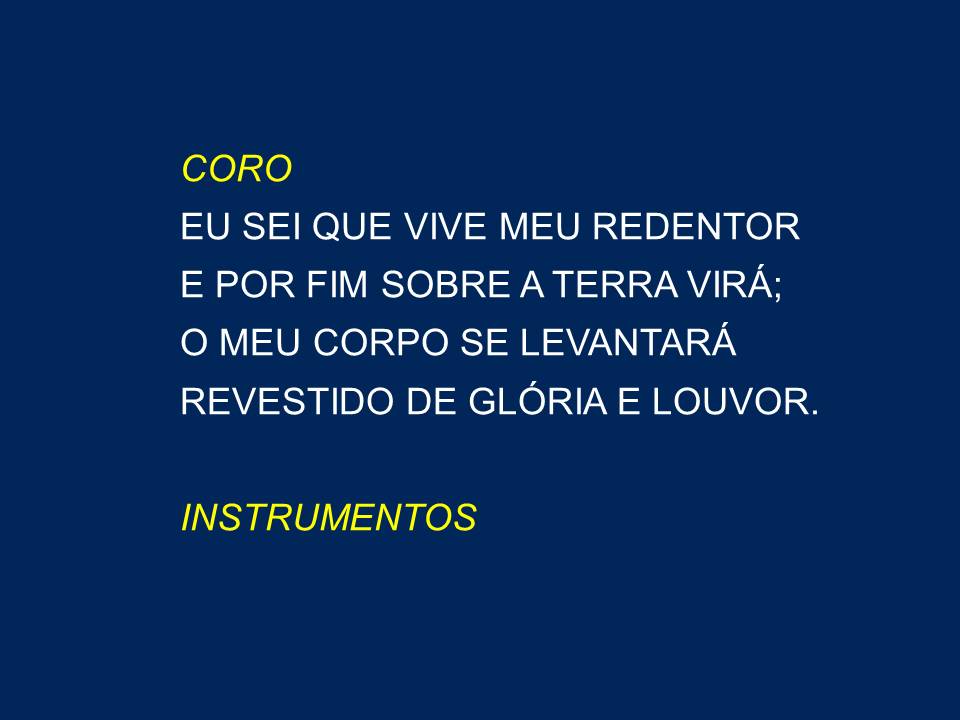 CORO
EU SEI QUE VIVE MEU REDENTOR
E POR FIM SOBRE A TERRA VIRÁ;
O MEU CORPO SE LEVANTARÁ
REVESTIDO DE GLÓRIA E LOUVOR.
INSTRUMENTOS